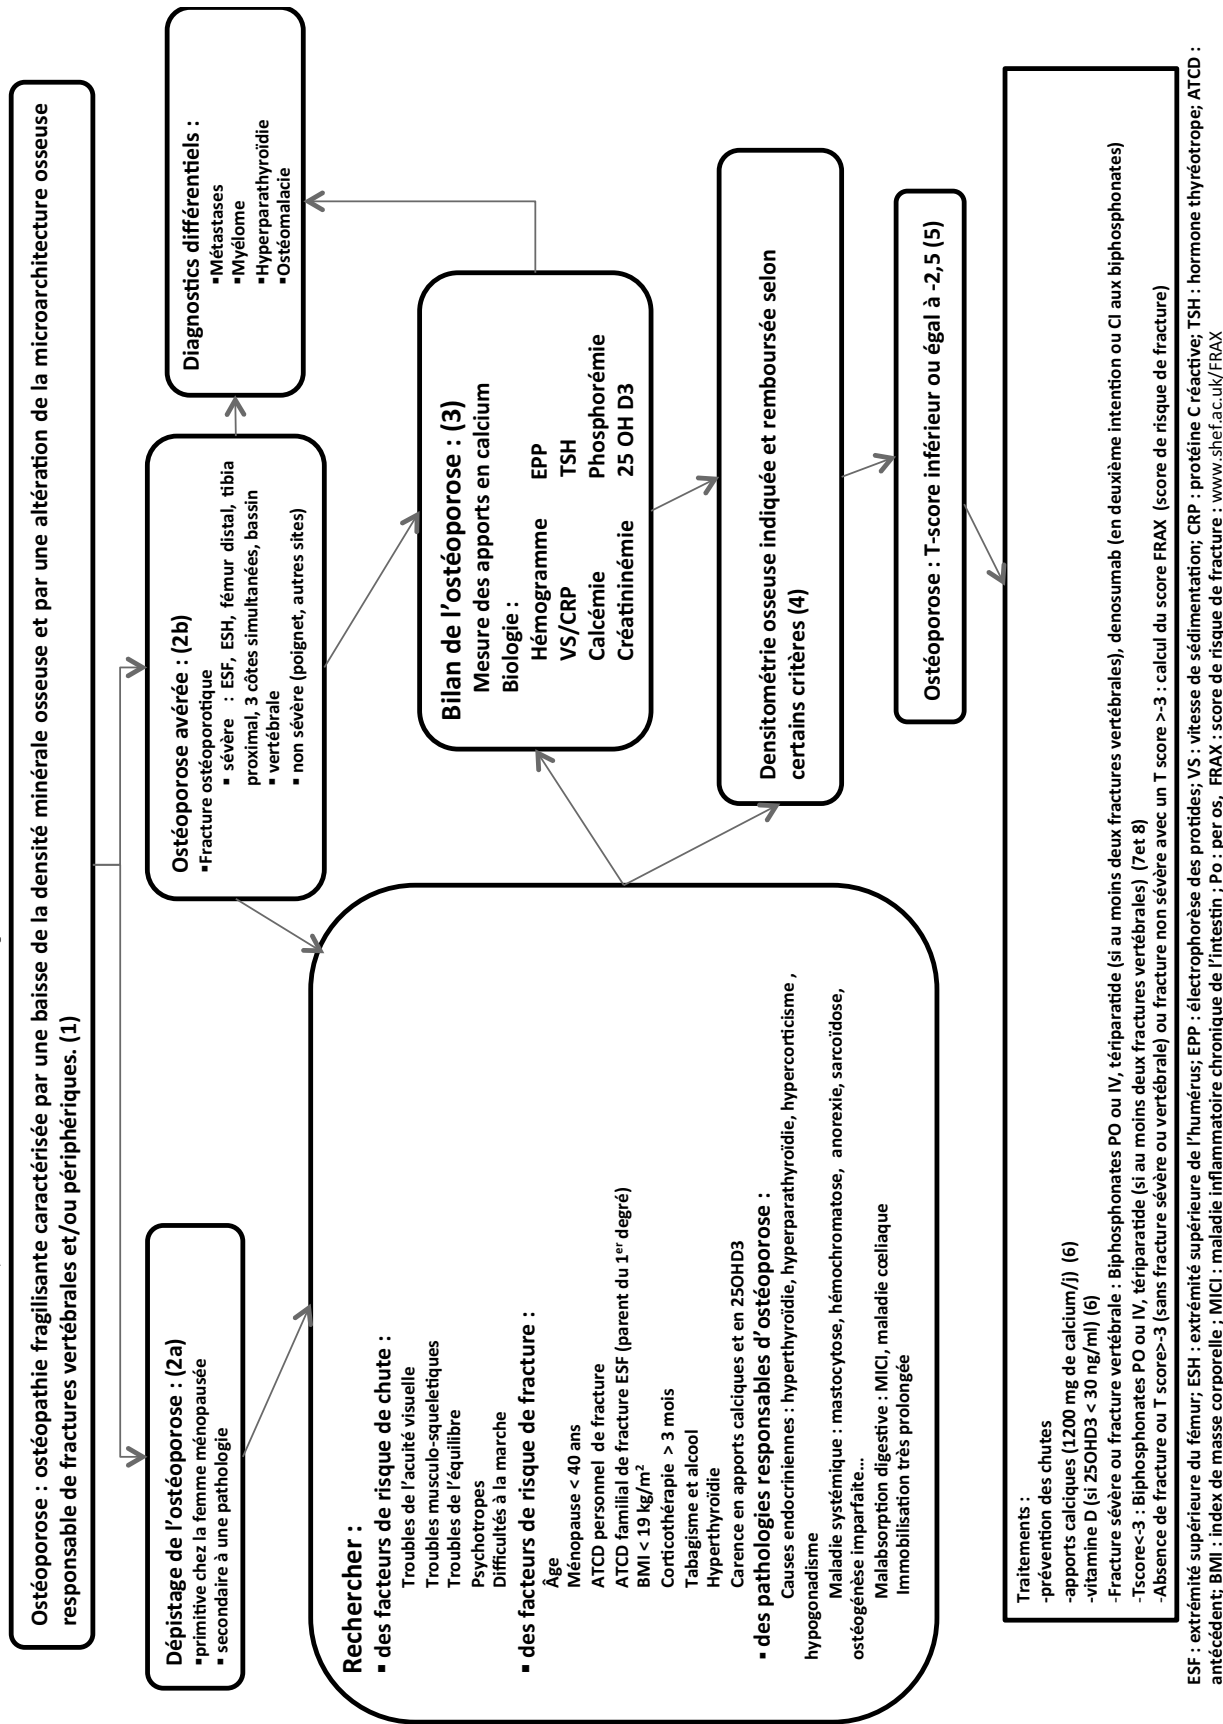 Ostéoporose : ostéopathie fragilisante caractérisée par une baisse de la densité minérale osseuse et par une altération de la microarchitecture osseuse
responsable de fractures vertébrales et/ou périphériques. (1)
Dépistage de l'ostéoporose : (2a)
▪primitive chez la femme ménopausée
▪ secondaire à une pathologie
Ostéoporose avérée : (2b)
▪Fracture ostéoporotique
▪ sévère : ESF, ESH, fémur distal, tibia
proximal, 3 côtes simultanées, bassin
▪ vertébrale
▪ non sévère (poignet, autres sites)
Diagnostics différentiels :
▪Métastases
▪Myélome
▪Hyperparathyroïdie
▪Ostéomalacie
Rechercher :
▪ des facteurs de risque de chute :
Troubles de l'acuité visuelle
Troubles musculo-squeletiques
Troubles de l'équilibre
Psychotropes
Difficultés à la marche
▪ des facteurs de risque de fracture :
Âge
Ménopause < 40 ans
ATCD personnel de fracture
ATCD familial de fracture ESF (parent du 1er degré)
BMI < 19 kg/m²
Corticothérapie > 3 mois
Tabagisme et alcool
Hyperthyroïdie
Carence en apports calciques et en 25OHD3
▪ des pathologies responsables d'ostéoporose :
Causes endocriniennes : hyperthyroïdie, hyperparathyroïdie, hypercorticisme ,
hypogonadisme
Maladie systémique : mastocytose, hémochromatose, anorexie, sarcoïdose,
ostéogénèse imparfaite...
Malabsorption digestive : MICI, maladie cœliaque
Immobilisation très prolongée
Bilan de l'ostéoporose : (3)
Mesure des apports en calcium
Biologie :
Hémogramme EPP
VS/CRP TSH
Calcémie Phosphorémie
Créatininémie 25 OH D3
Densitométrie osseuse indiquée et remboursée selon
certains critères (4)
Ostéoporose : T-score inférieur ou égal à -2,5 (5)
Traitements :
-prévention des chutes
-apports calciques (1200 mg de calcium/j) (6)
-vitamine D (si 25OHD3 < 30 ng/ml) (6)
-Fracture sévère ou fracture vertébrale : Biphosphonates PO ou IV, tériparatide (si au moins deux fractures vertébrales), denosumab (en deuxième intention ou CI aux biphosphonates)
-Tscore<-3 : Biphosphonates PO ou IV, tériparatide (si au moins deux fractures vertébrales) (7et 8)
-Absence de fracture ou T score>-3 (sans fracture sévère ou vertébrale) ou fracture non sévère avec un T score >-3 : calcul du score FRAX (score de risque de fracture)
ESF : extrémité supérieure du fémur; ESH : extrémité supérieure de l'humérus; EPP : électrophorèse des protides; VS : vitesse de sédimentation; CRP : protéine C réactive; TSH : hormone thyréotrope; ATCD :
antécédent; BMI : index de masse corporelle ; MICI : maladie inflammatoire chronique de l'intestin ; Po : per os, FRAX : score de risque de fracture : www.shef.ac.uk/FRAX